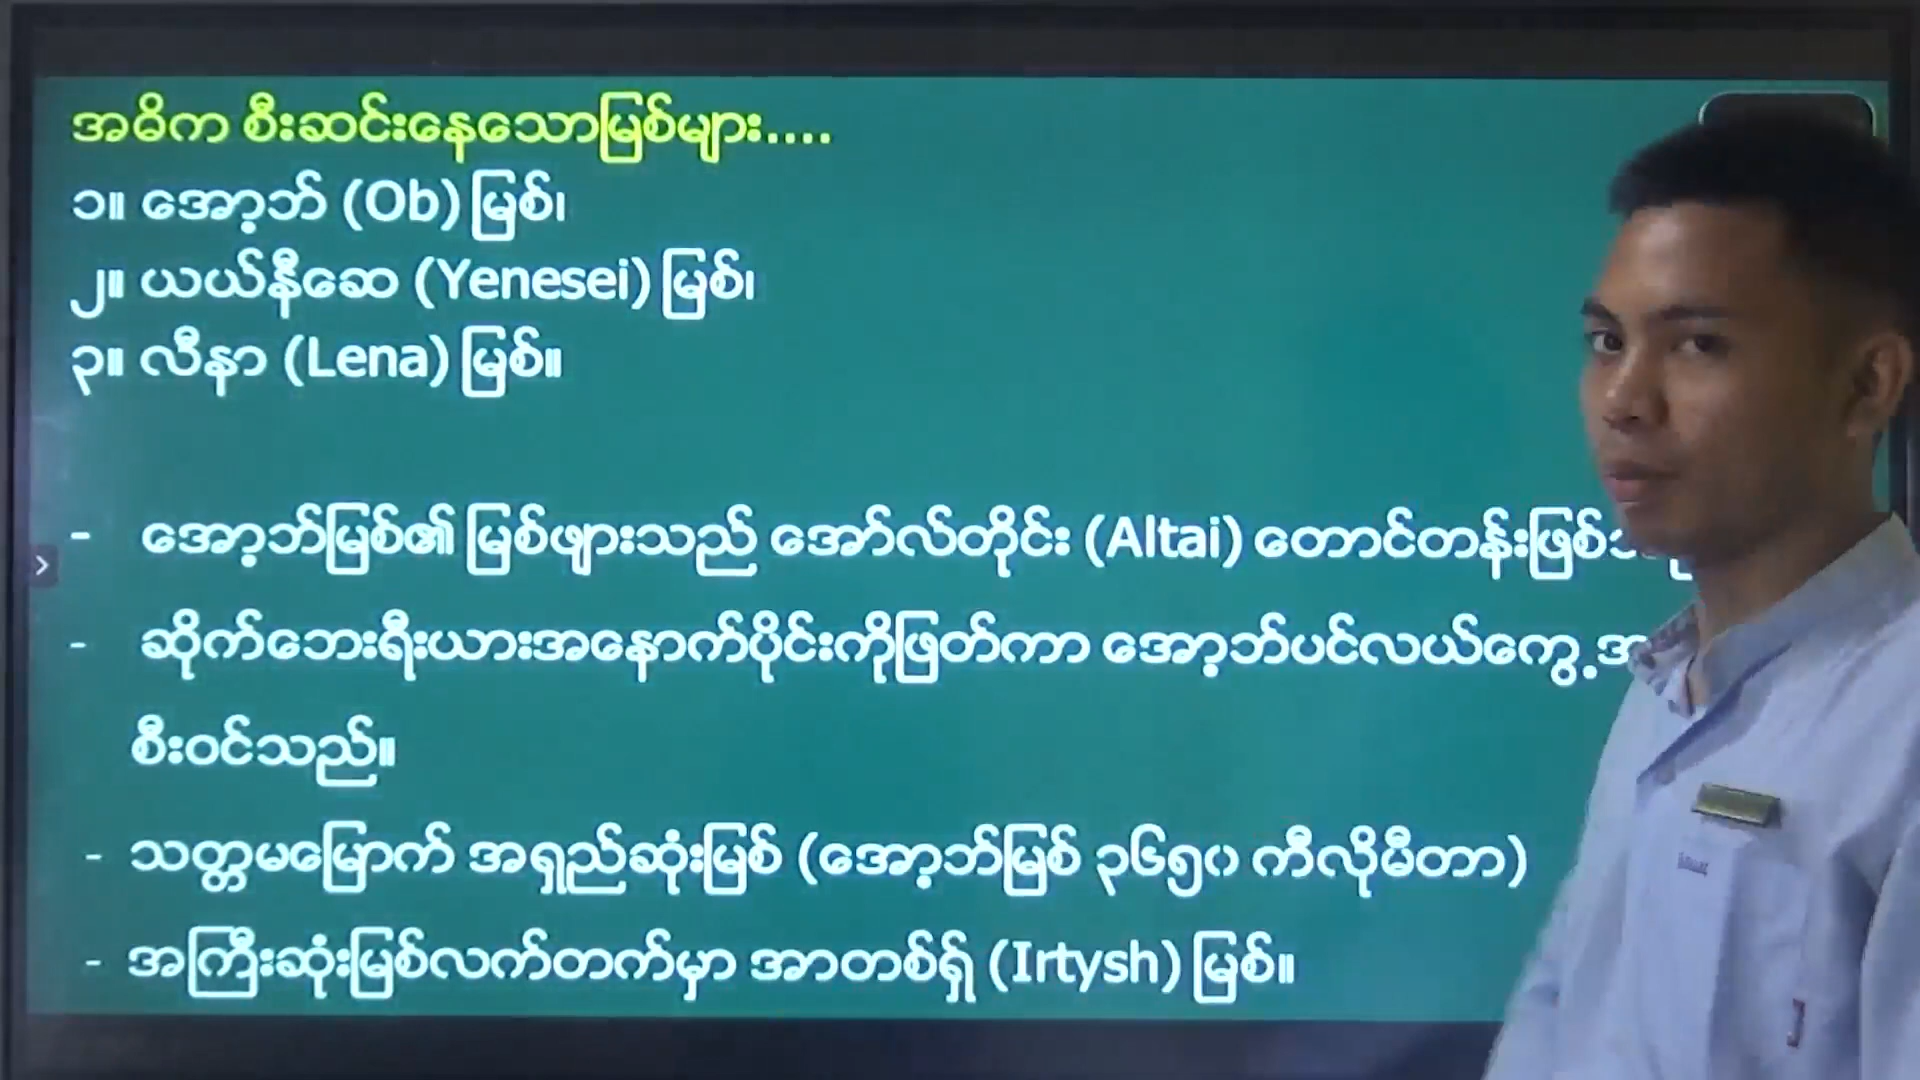 အဓိက စီးဆင်းနေသောမြစ်များ....
၁။ အော့ဘ် (Ob) မြစ်၊
၂။ ယယ်နီဆေ (Yenesei) မြစ်၊
၃။ လီနာ (Lena) မြစ်။
- အော့ဘ်မြစ်၏ မြစ်ဖျားသည် အော်လ်တိုင်း (Altai) တောင်တန်းဖြစ်
- ဆိုက်ဘေးရီးယားအနောက်ပိုင်းကိုဖြတ်ကာ အော့ဘ်ပင်လယ်ကွေ့
စီးဝင်သည်။
- သတ္တမမြောက် အရှည်ဆုံးမြစ် (အော့ဘ်မြစ် ၃၆၅၀ ကီလိုမီတာ)
- အကြီးဆုံးမြစ်လက်တက်မှာ အာတစ်ရှ် (Irtysh) မြစ်။